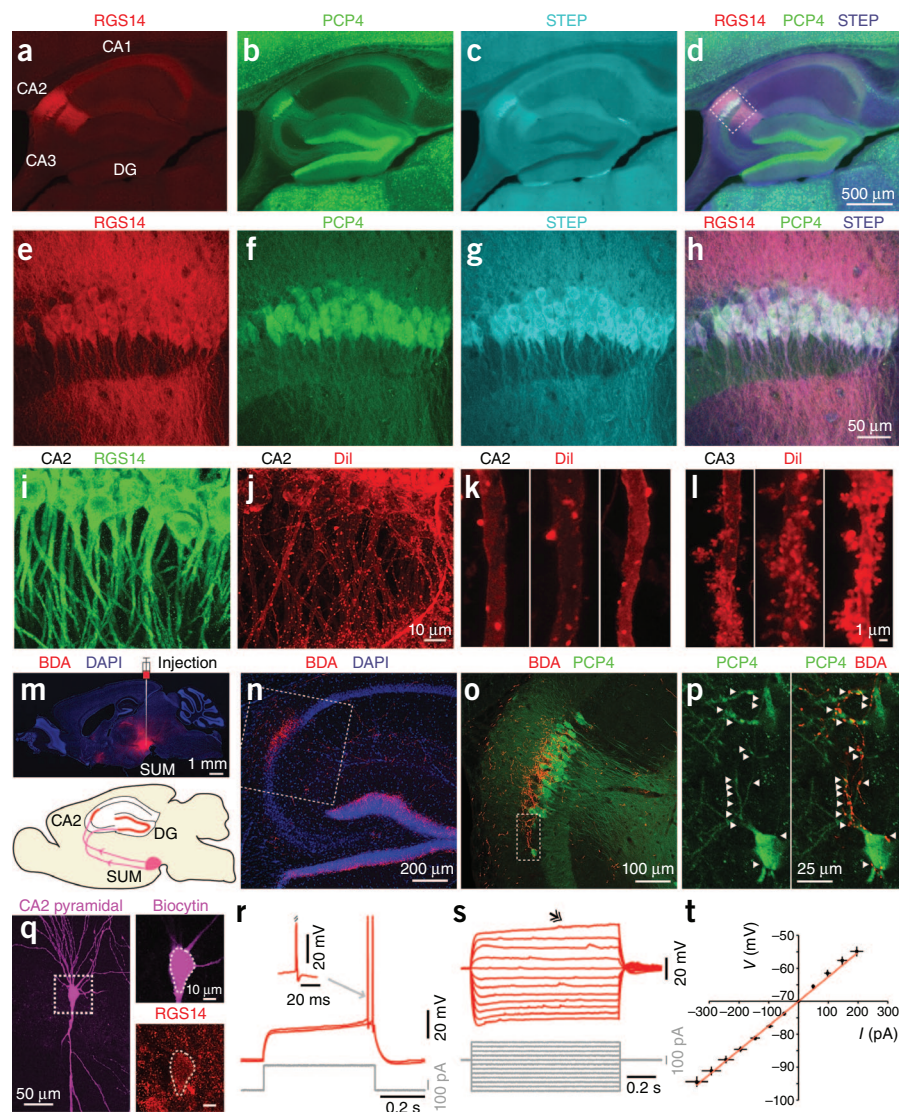 RGS14 PCP4 STEP RGS14 PCP4 STEP
a CA1 b c d
CA2
CA3
DG
500 μm
RGS14 PCP4 STEP RGS14 PCP4 STEP
e f g h
50 μm
CA2 RGS14 CA2 DiI CA2 DiI CA3 DiI
i j k l
10 μm 1 μm
BDA DAPI Injection BDA DAPI BDA PCP4 PCP4 PCP4 BDA
m n o p
1 mm
SUM
CA2
DG
SUM
200 μm 100 μm 25 μm
q CA2 pyramidal Biocytin r s t
10 μm
RGS14
50 μm
20 mV
20 ms
20 mV
100 pA
0.2 s
20 mV
100 pA
0.2 s
V (mV)
–50
–60
–300 –200 –100 0 100 200 300
I (pA)
–80
–90
–100